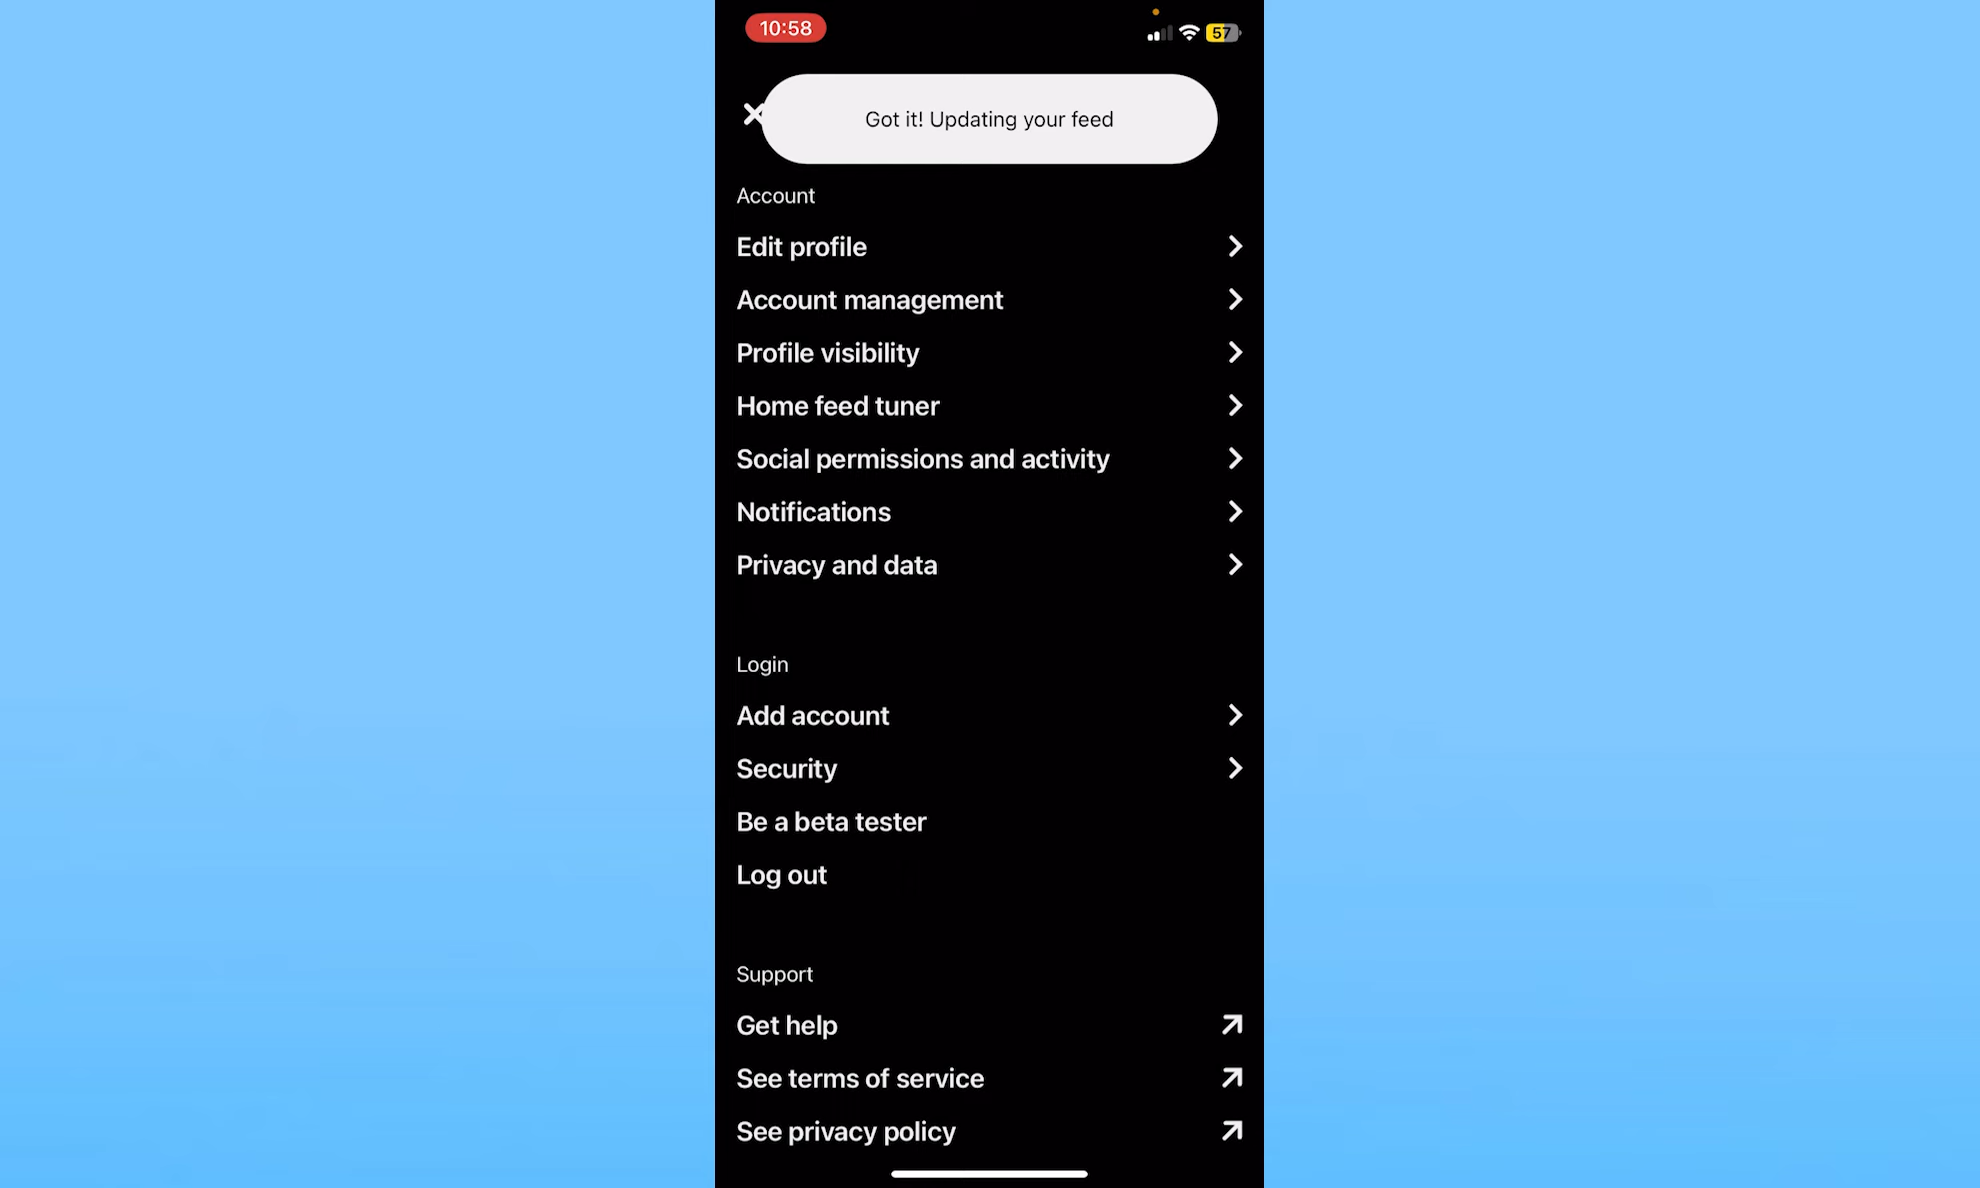 10:58
57
Got it! Updating your feed
Account
Edit profile
Account management
Profile visibility
Home feed tuner
Social permissions and activity
Notifications
Privacy and data
Login
Add account
Security
Be a beta tester
Log out
Support
Get help
See terms of service
See privacy policy